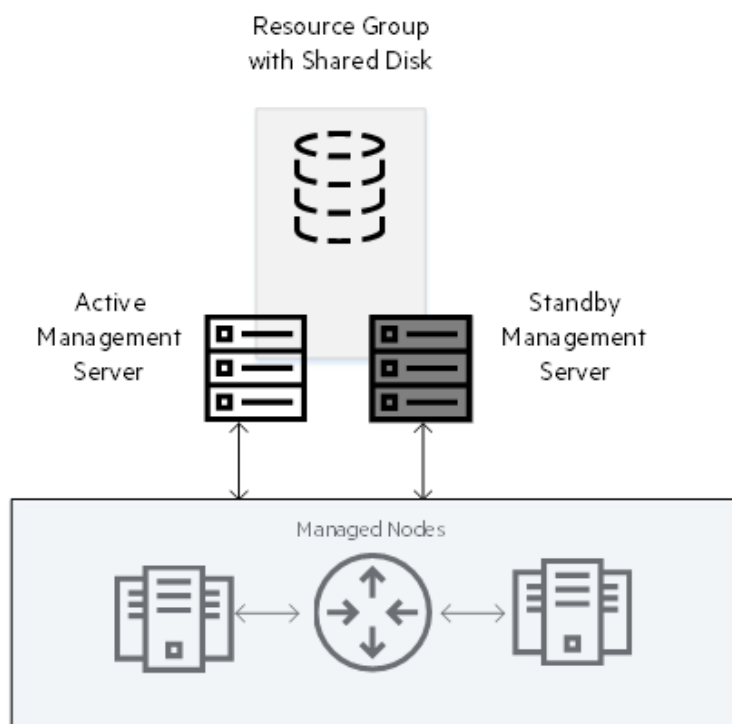 Resource Group
with Shared Disk
Active
Management
Server
Standby
Management
Server
Managed Nodes